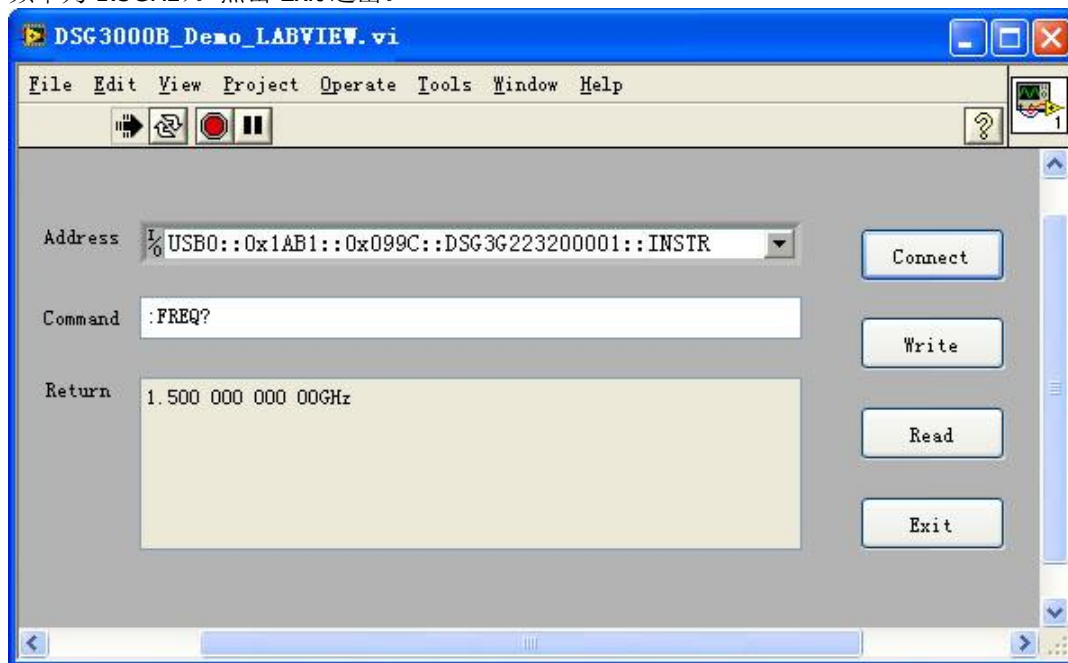 DSG3000B_Demo_LABVIEW.vi
File Edit View Project Operate Tools Window Help
1
Address USB0::0x1AB1::0x099C::DSG3G223200001::INSTR
Connect
Command :FREQ?
Write
Return 1.500 000 000 00GHz
Read
Exit